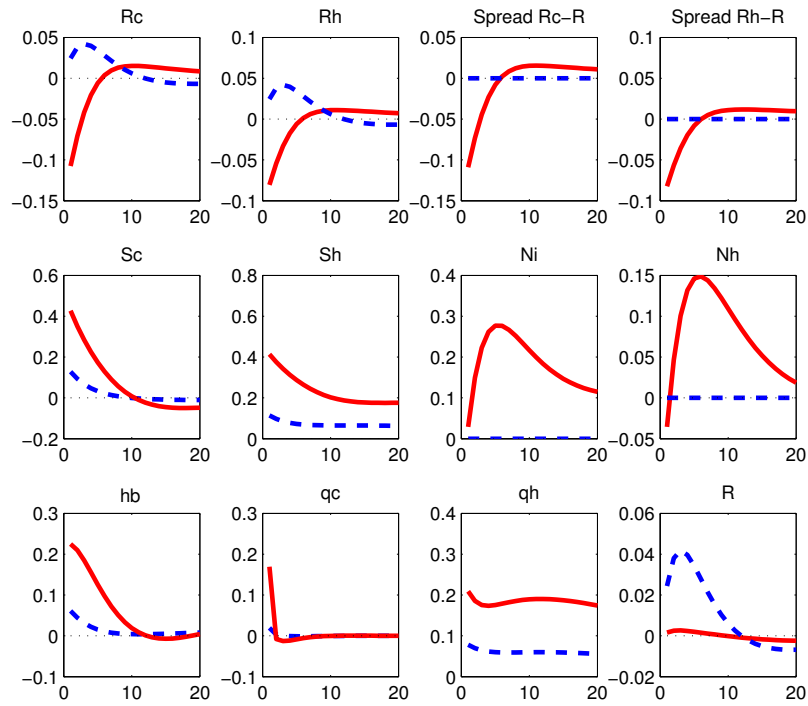 Rc Rh Spread Rc−R Spread Rh−R
0.05 0.1 0.05 0.1
0 0.05 0 0.05
−0.05 0 −0.05 0
−0.1 −0.05 −0.1 −0.05
−0.15 −0.1 −0.15 −0.1
0 10 20 0 10 20 0 10 20 0 10 20
Sc Sh Ni Nh
0.6 0.8 0.4 0.15
0.4 0.6 0.3 0.1
0.2 0.4 0.2 0.05
0 0.2 0.1 0
−0.2 0 0 −0.05
0 10 20 0 10 20 0 10 20 0 10 20
hb qc qh R
0.3 0.3 0.4 0.06
0.2 0.2 0.3 0.04
0.1 0.1 0.2 0.02
0 0 0.1 0
−0.1 −0.1 0 −0.02
0 10 20 0 10 20 0 10 20 0 10 20